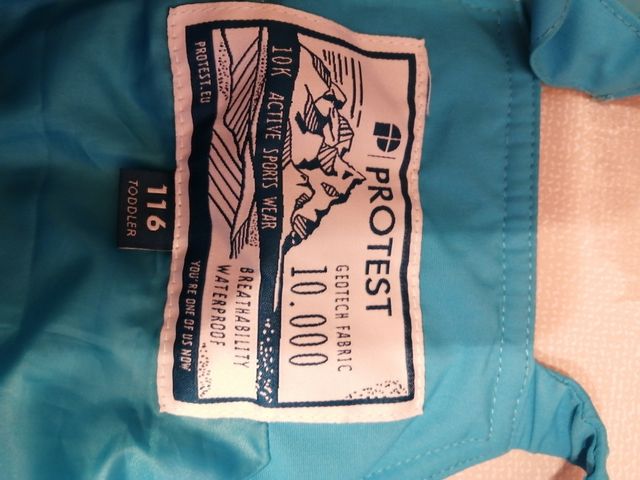 PROTEST
GEOTECH FABRIC
10.000
10K ACTIVE SPORTS WEAR
BREATHABILITY
WATERPROOF
PROTEST.EU
YOU'RE ONE OF US NOW
116
TODDLER